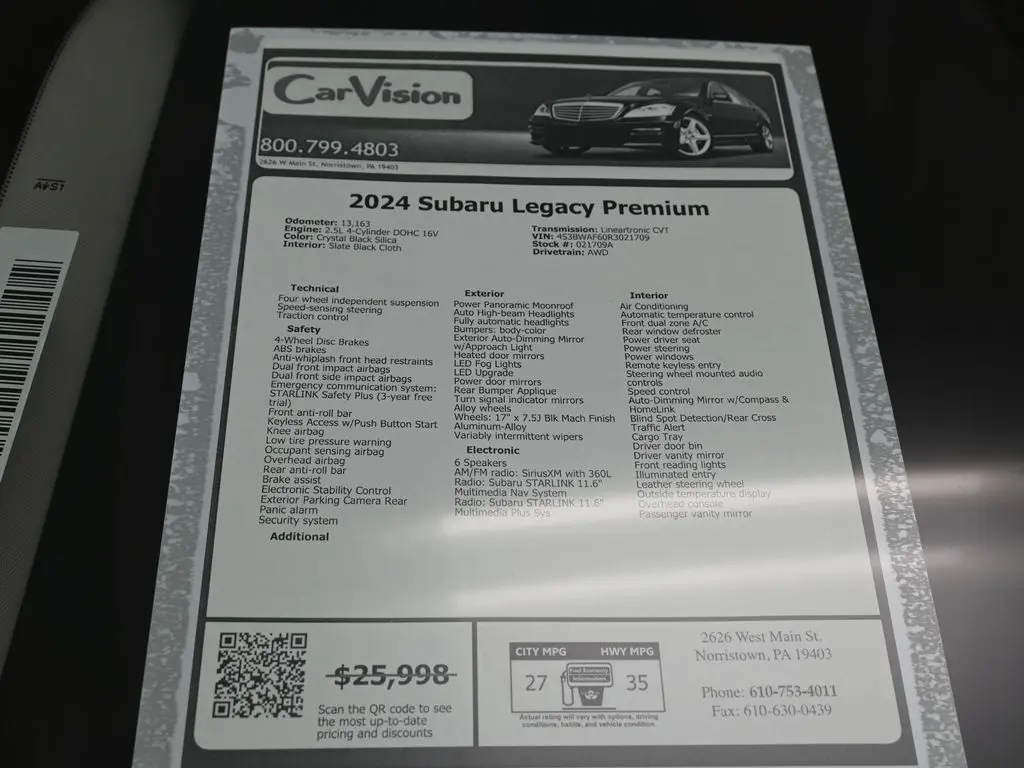 CarVision
800.799.4803
2626 W Main St, Norristown, PA 19403
2024 Subaru Legacy Premium
Odometer: 13,163
Engine: 2.5L 4-Cylinder DOHC 16V
Color: Crystal Black Silica
Interior: Slate Black Cloth
Transmission: Lineartronic CVT
VIN: 4S3BWAF60R3021709
Stock #: 021709A
Drivetrain: AWD
Technical
Four wheel independent suspension
Speed-sensing steering
Traction control
Safety
4-Wheel Disc Brakes
ABS brakes
Anti-whiplash front head restraints
Dual front impact airbags
Dual front side impact airbags
Emergency communication system:
STARLINK Safety Plus (3-year free
trial)
Front anti-roll bar
Keyless Access w/Push Button Start
Knee airbag
Low tire pressure warning
Occupant sensing airbag
Overhead airbag
Rear anti-roll bar
Brake assist
Electronic Stability Control
Exterior Parking Camera Rear
Panic alarm
Security system
Additional
Exterior
Power Panoramic Moonroof
Auto High-beam Headlights
Fully automatic headlights
Bumpers: body-color
Exterior Auto-Dimming Mirror
w/Approach Light
Heated door mirrors
LED Fog Lights
LED Upgrade
Power door mirrors
Rear Bumper Applique
Turn signal indicator mirrors
Alloy wheels
Wheels: 17" x 7.5J Blk Mach Finish
Aluminum-Alloy
Variably intermittent wipers
Electronic
6 Speakers
AM/FM radio: SiriusXM with 360L
Radio: Subaru STARLINK 11.6"
Multimedia Nav System
Radio: Subaru STARLINK 11.6"
Multimedia Plus Sys
Interior
Air Conditioning
Automatic temperature control
Front dual zone A/C
Rear window defroster
Power driver seat
Power steering
Power windows
Remote keyless entry
Steering wheel mounted audio
controls
Speed control
Auto-Dimming Mirror w/Compass &
HomeLink
Blind Spot Detection/Rear Cross
Traffic Alert
Cargo Tray
Driver door bin
Driver vanity mirror
Front reading lights
Illuminated entry
Leather steering wheel
Outside temperature display
Overhead console
Passenger vanity mirror
$25,998
Scan the QR code to see
the most up-to-date
pricing and discounts
CITY MPG
HWY MPG
Fuel Economy
Information
27
35
Actual rating will vary with options, driving
conditions, habits, and vehicle condition.
2626 West Main St.
Norristown, PA 19403
Phone: 610-753-4011
Fax: 610-630-0439